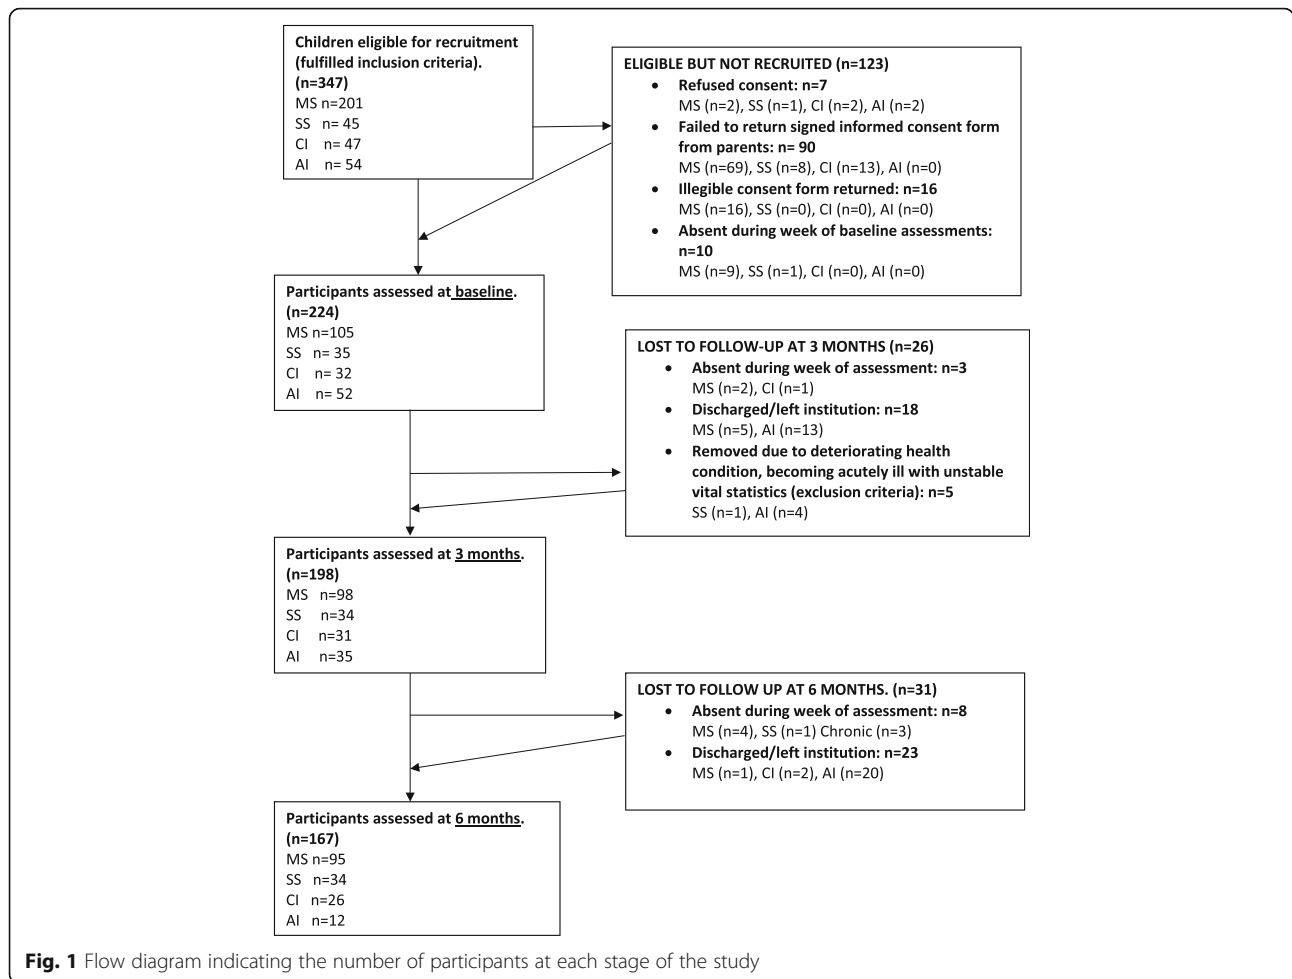 Children eligible for recruitment
(fulfilled inclusion criteria).
(n=347)
MS n=201
SS n= 45
CI n= 47
AI n= 54
ELIGIBLE BUT NOT RECRUITED (n=123)
• Refused consent: n=7
MS (n=2), SS (n=1), CI (n=2), AI (n=2)
• Failed to return signed informed consent form
from parents: n= 90
MS (n=69), SS (n=8), CI (n=13), AI (n=0)
• Illegible consent form returned: n=16
MS (n=16), SS (n=0), CI (n=0), AI (n=0)
• Absent during week of baseline assessments:
n=10
MS (n=9), SS (n=1), CI (n=0), AI (n=0)
Participants assessed at baseline.
(n=224)
MS n=105
SS n= 35
CI n= 32
AI n= 52
LOST TO FOLLOW-UP AT 3 MONTHS (n=26)
• Absent during week of assessment: n=3
MS (n=2), CI (n=1)
• Discharged/left institution: n=18
MS (n=5), AI (n=13)
• Removed due to deteriorating health
condition, becoming acutely ill with unstable
vital statistics (exclusion criteria): n=5
SS (n=1), AI (n=4)
Participants assessed at 3 months.
(n=198)
MS n=98
SS n=34
CI n=31
AI n=35
LOST TO FOLLOW UP AT 6 MONTHS. (n=31)
• Absent during week of assessment: n=8
MS (n=4), SS (n=1) Chronic (n=3)
• Discharged/left institution: n=23
MS (n=1), CI (n=2), AI (n=20)
Participants assessed at 6 months.
(n=167)
MS n=95
SS n=34
CI n=26
AI n=12
Fig. 1 Flow diagram indicating the number of participants at each stage of the study